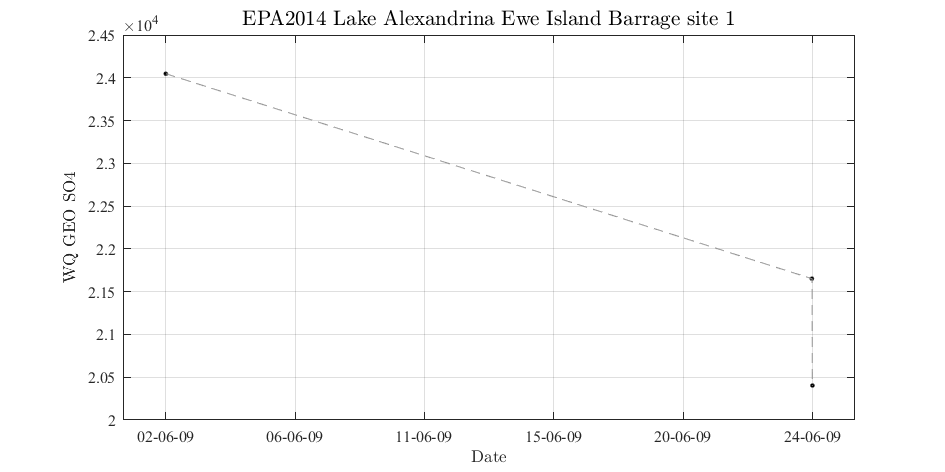 EPA2014 Lake Alexandrina Ewe Island Barrage site 1
×10⁴
2.45
2.4
2.35
2.3
2.25
2.2
2.15
2.1
2.05
2
WQ GEO SO4
02-06-09 06-06-09 11-06-09 15-06-09 20-06-09 24-06-09
Date